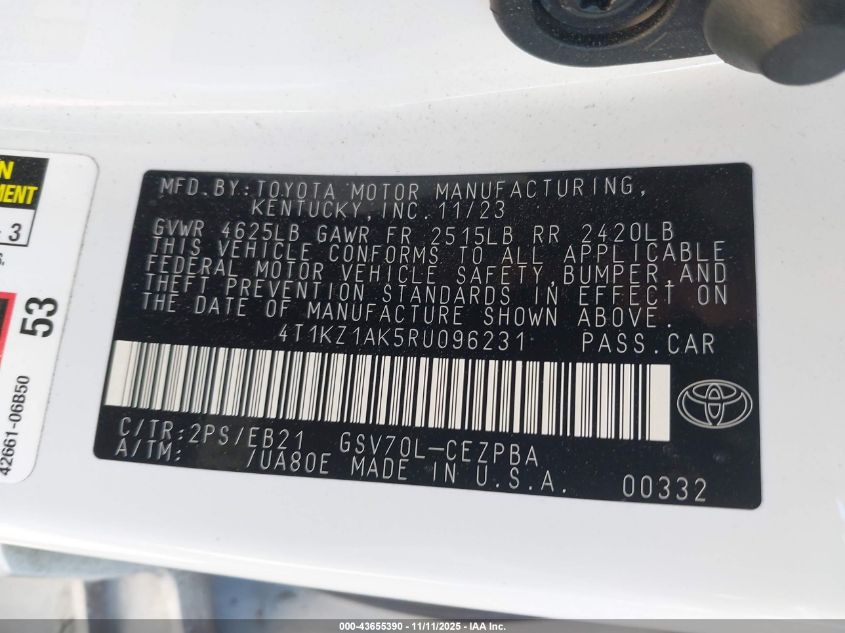 MFD. BY: TOYOTA MOTOR MANUFACTURING,
KENTUCKY, INC. 11/23
GVWR 4625LB GAWR FR 2515LB RR 2420LB
THIS VEHICLE CONFORMS TO ALL APPLICABLE
FEDERAL MOTOR VEHICLE SAFETY, BUMPER, AND
THEFT PREVENTION STANDARDS IN EFFECT ON
THE DATE OF MANUFACTURE SHOWN ABOVE.
4T1KZ1AK5RU096231 PASS. CAR
C/TR: 2PS/EB21 GSV70L-CEZPBA
A/TM: /UA80E MADE IN U.S.A. 00332
53
42661-06B50
3
000-43655390 - 11/11/2025 - IAA Inc.